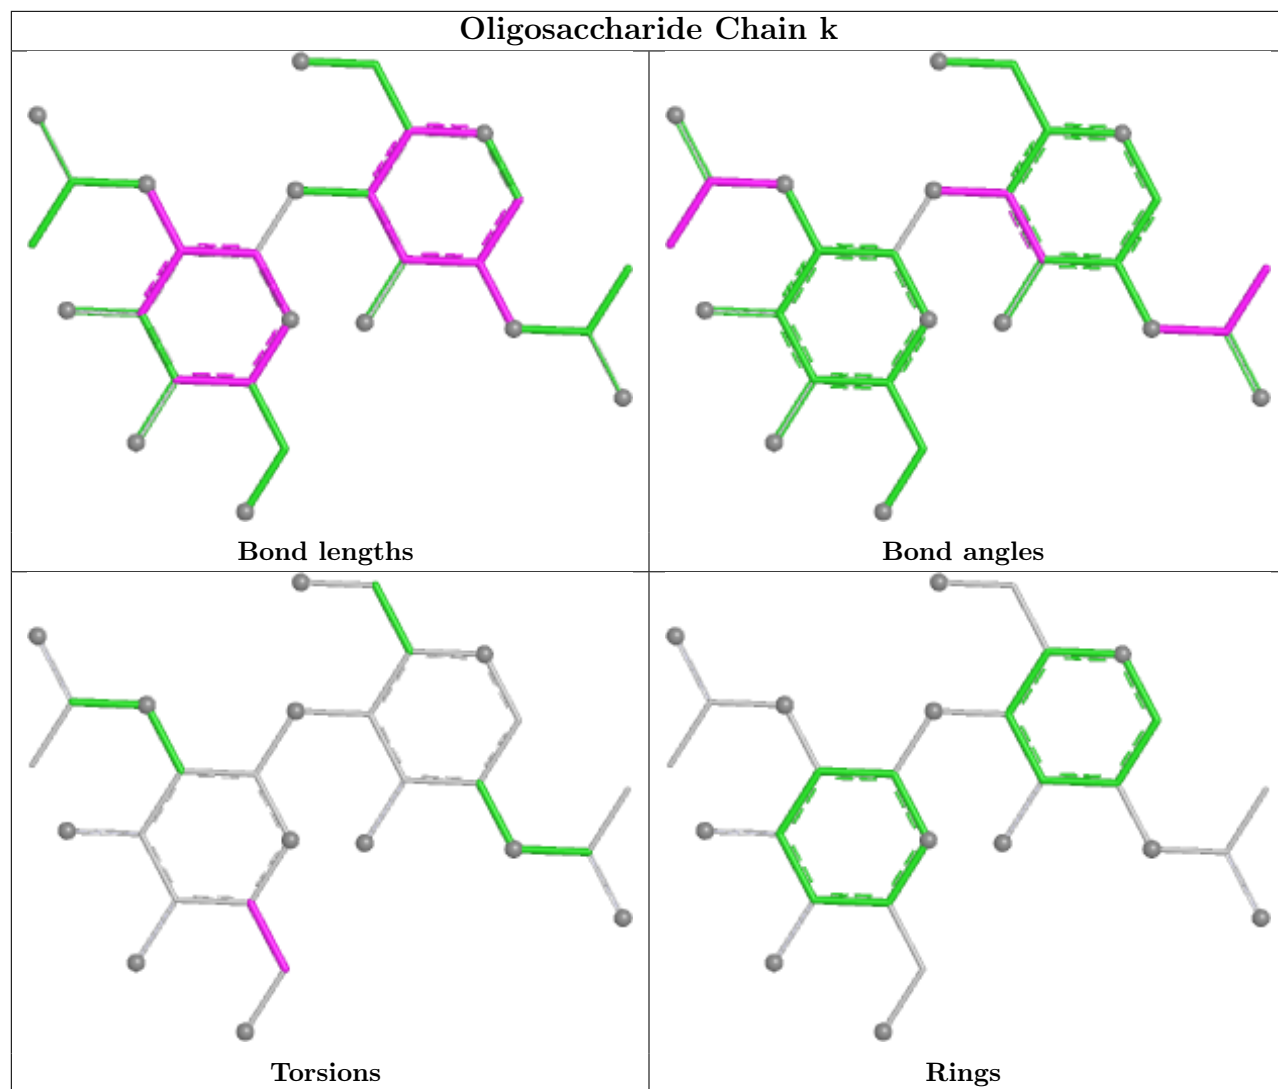 Oligosaccharide Chain k
Bond lengths
Bond angles
Torsions
Rings